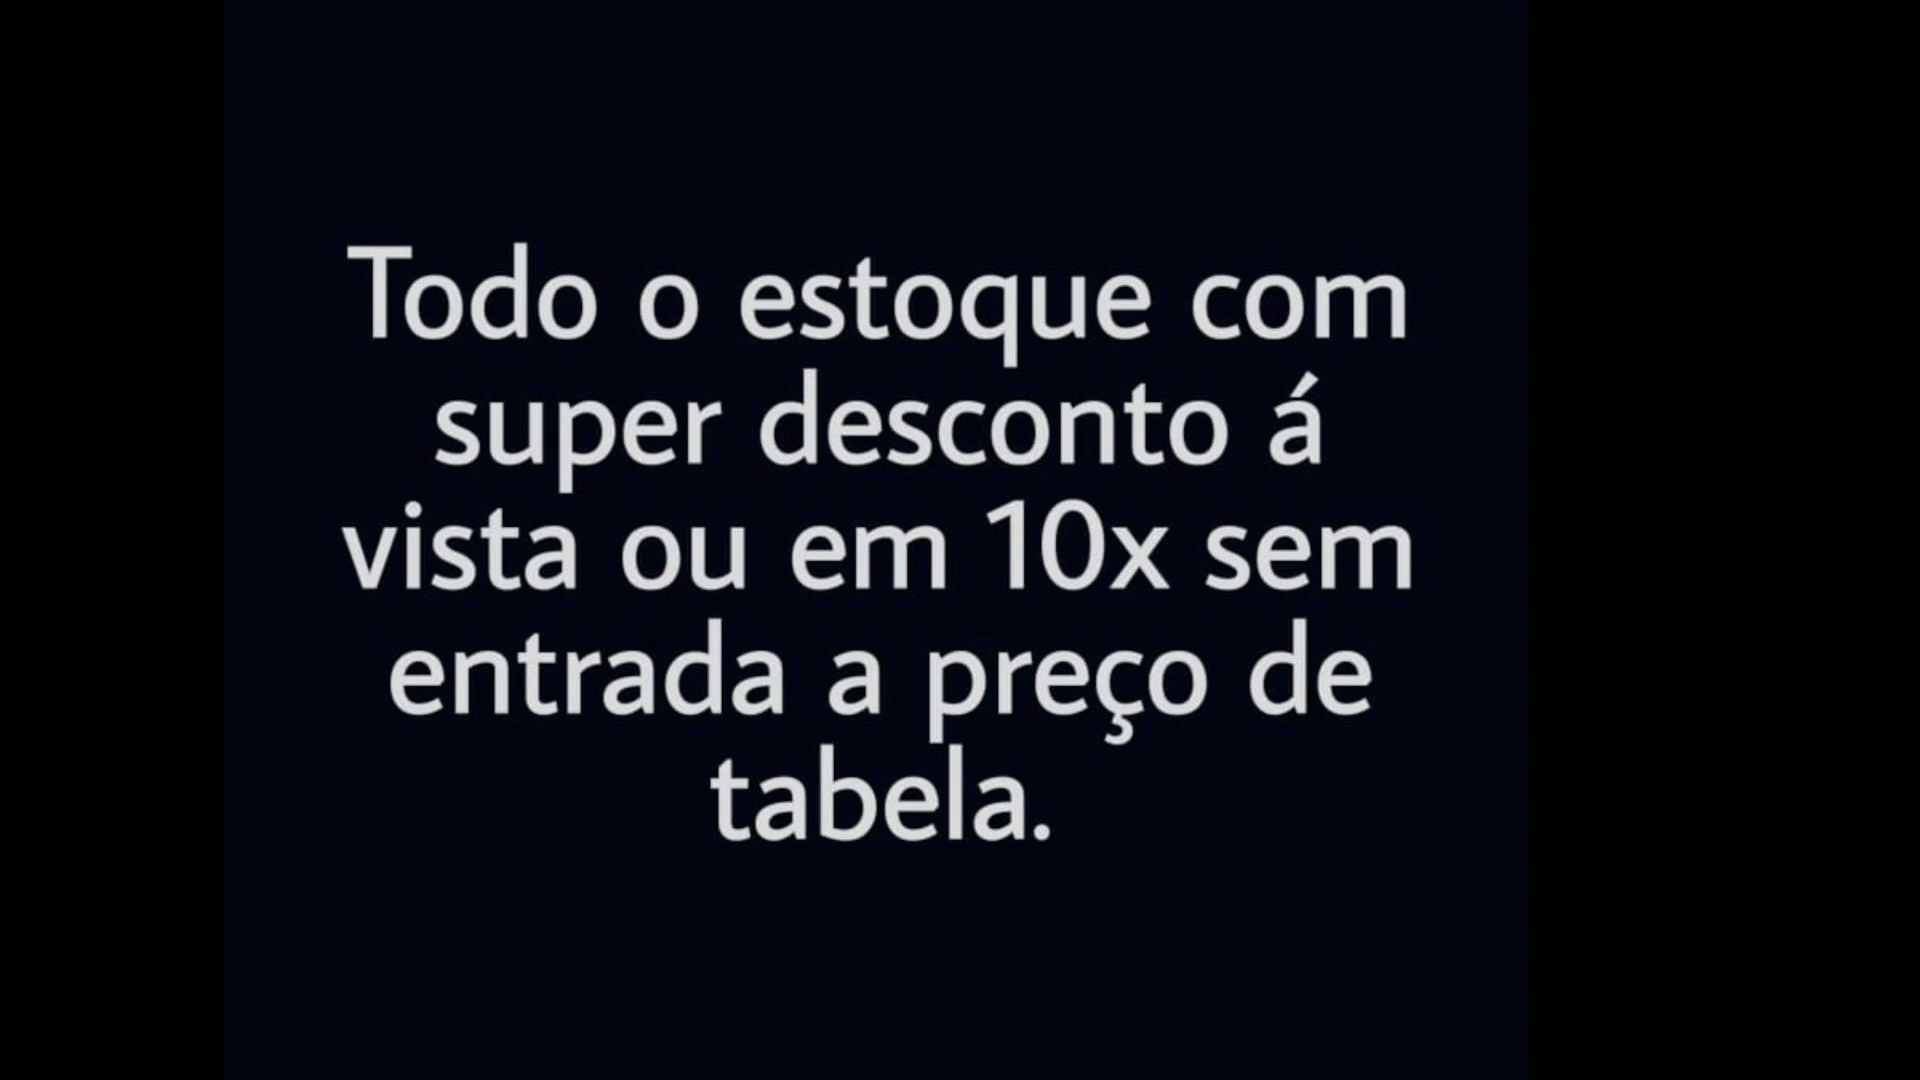 Todo o estoque com
super desconto á
vista ou em 10x sem
entrada a preço de
tabela.